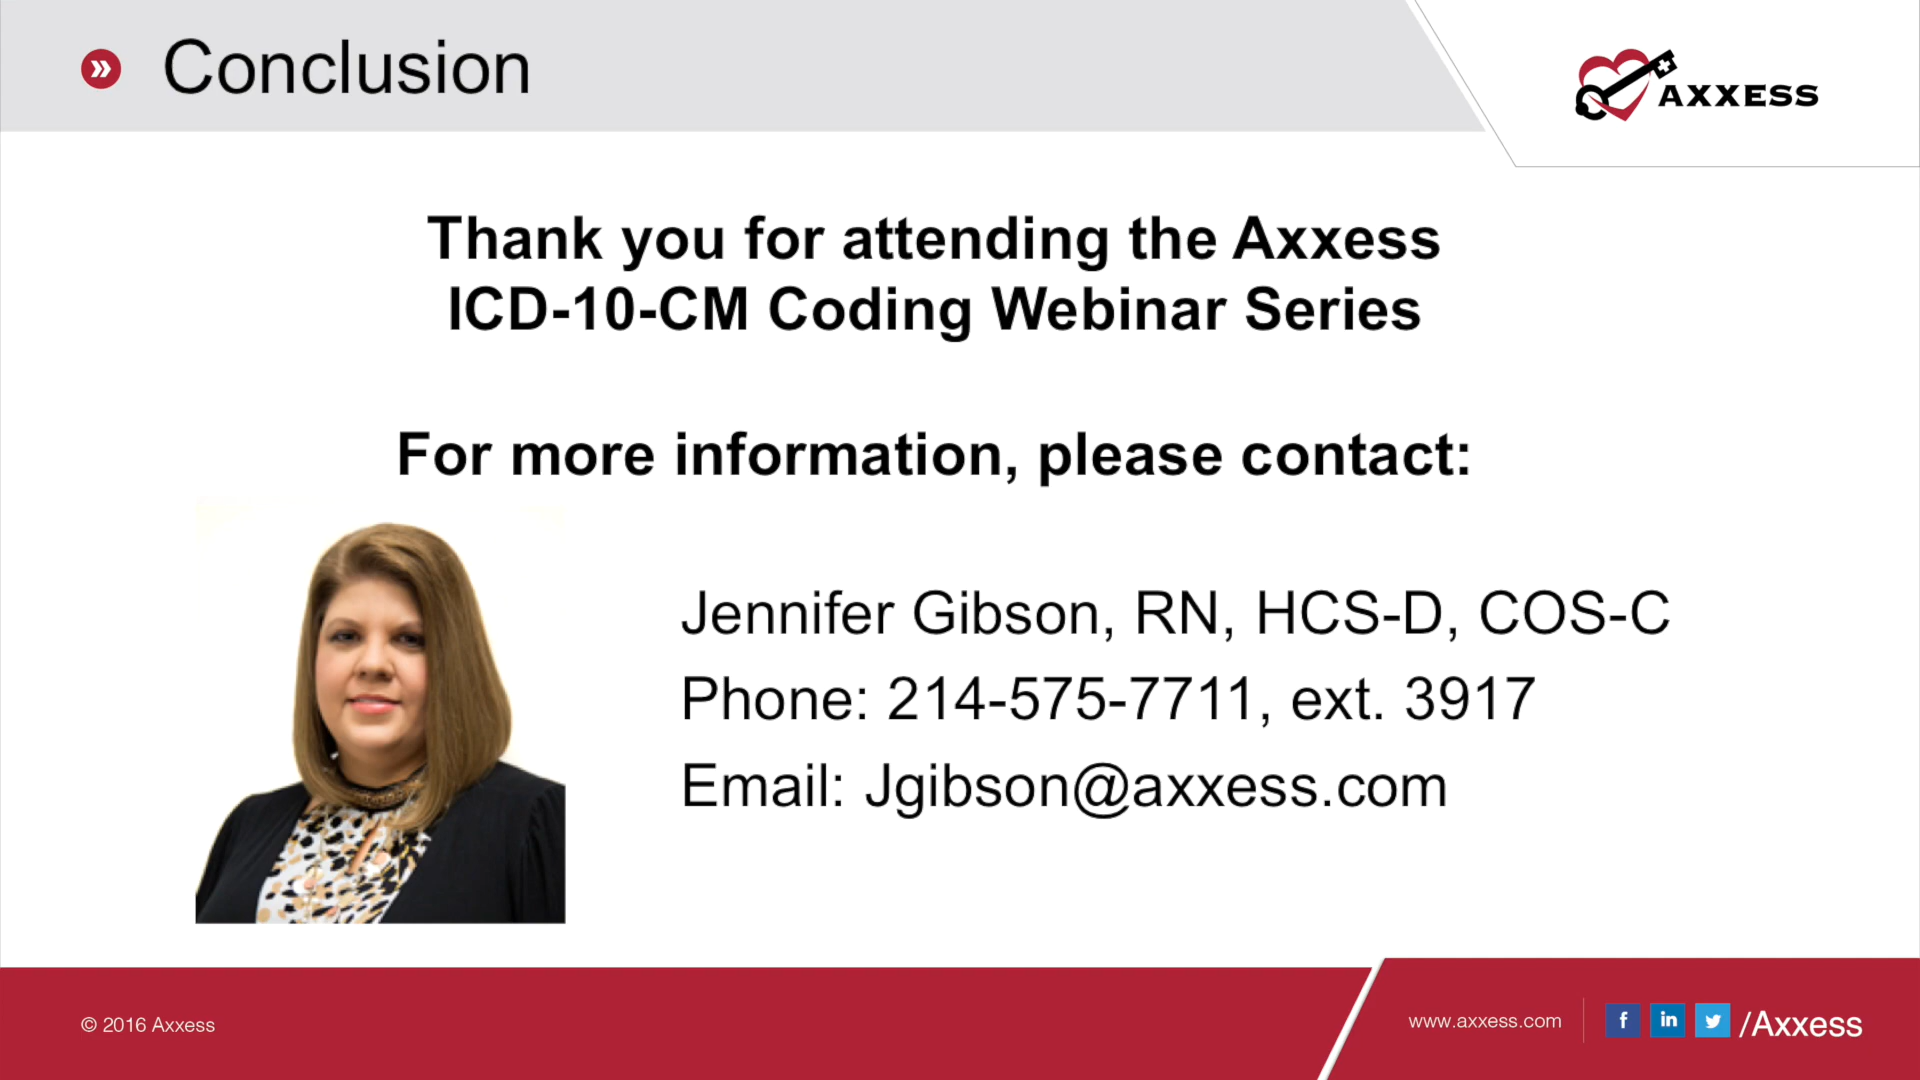 Conclusion
AXXESS
Thank you for attending the Axxess
ICD-10-CM Coding Webinar Series
For more information, please contact:
Jennifer Gibson, RN, HCS-D, COS-C
Phone: 214-575-7711, ext. 3917
Email: Jgibson@axxess.com
© 2016 Axxess
www.axxess.com
f in /Axxess